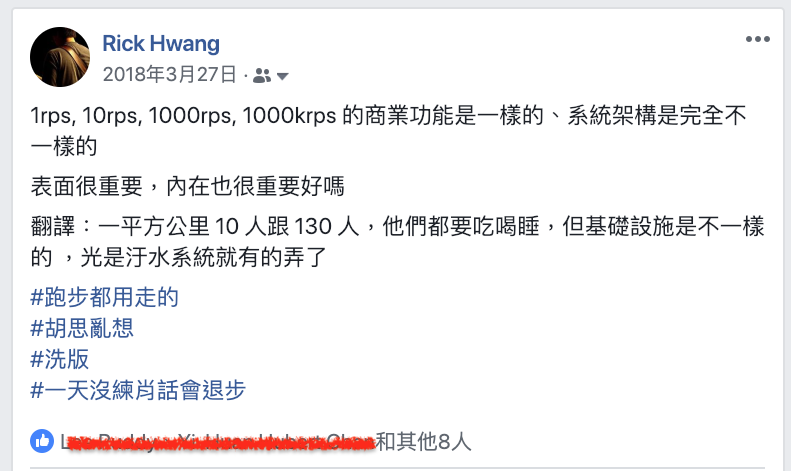 Rick Hwang
2018年3月27日 ·
1rps, 10rps, 1000rps, 1000krps 的商業功能是一樣的、系統架構是完全不
一樣的
表面很重要，內在也很重要好嗎
翻譯：一平方公里 10 人跟 130 人，他們都要吃喝睡，但基礎設施是不一樣
的 ，光是汙水系統就有的弄了
#跑步都用走的
#胡思亂想
#洗版
#一天沒練肖話會退步
和其他8人